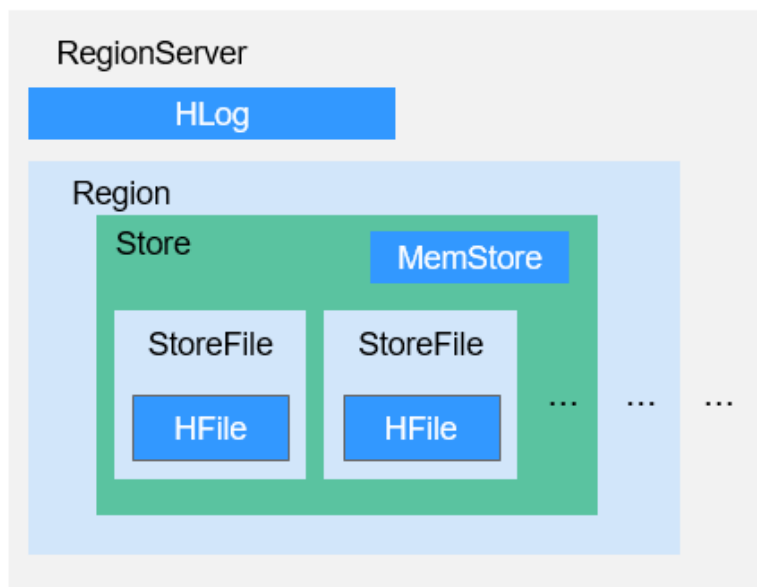 RegionServer
HLog
Region
Store
MemStore
StoreFile StoreFile
HFile HFile
... ... ...